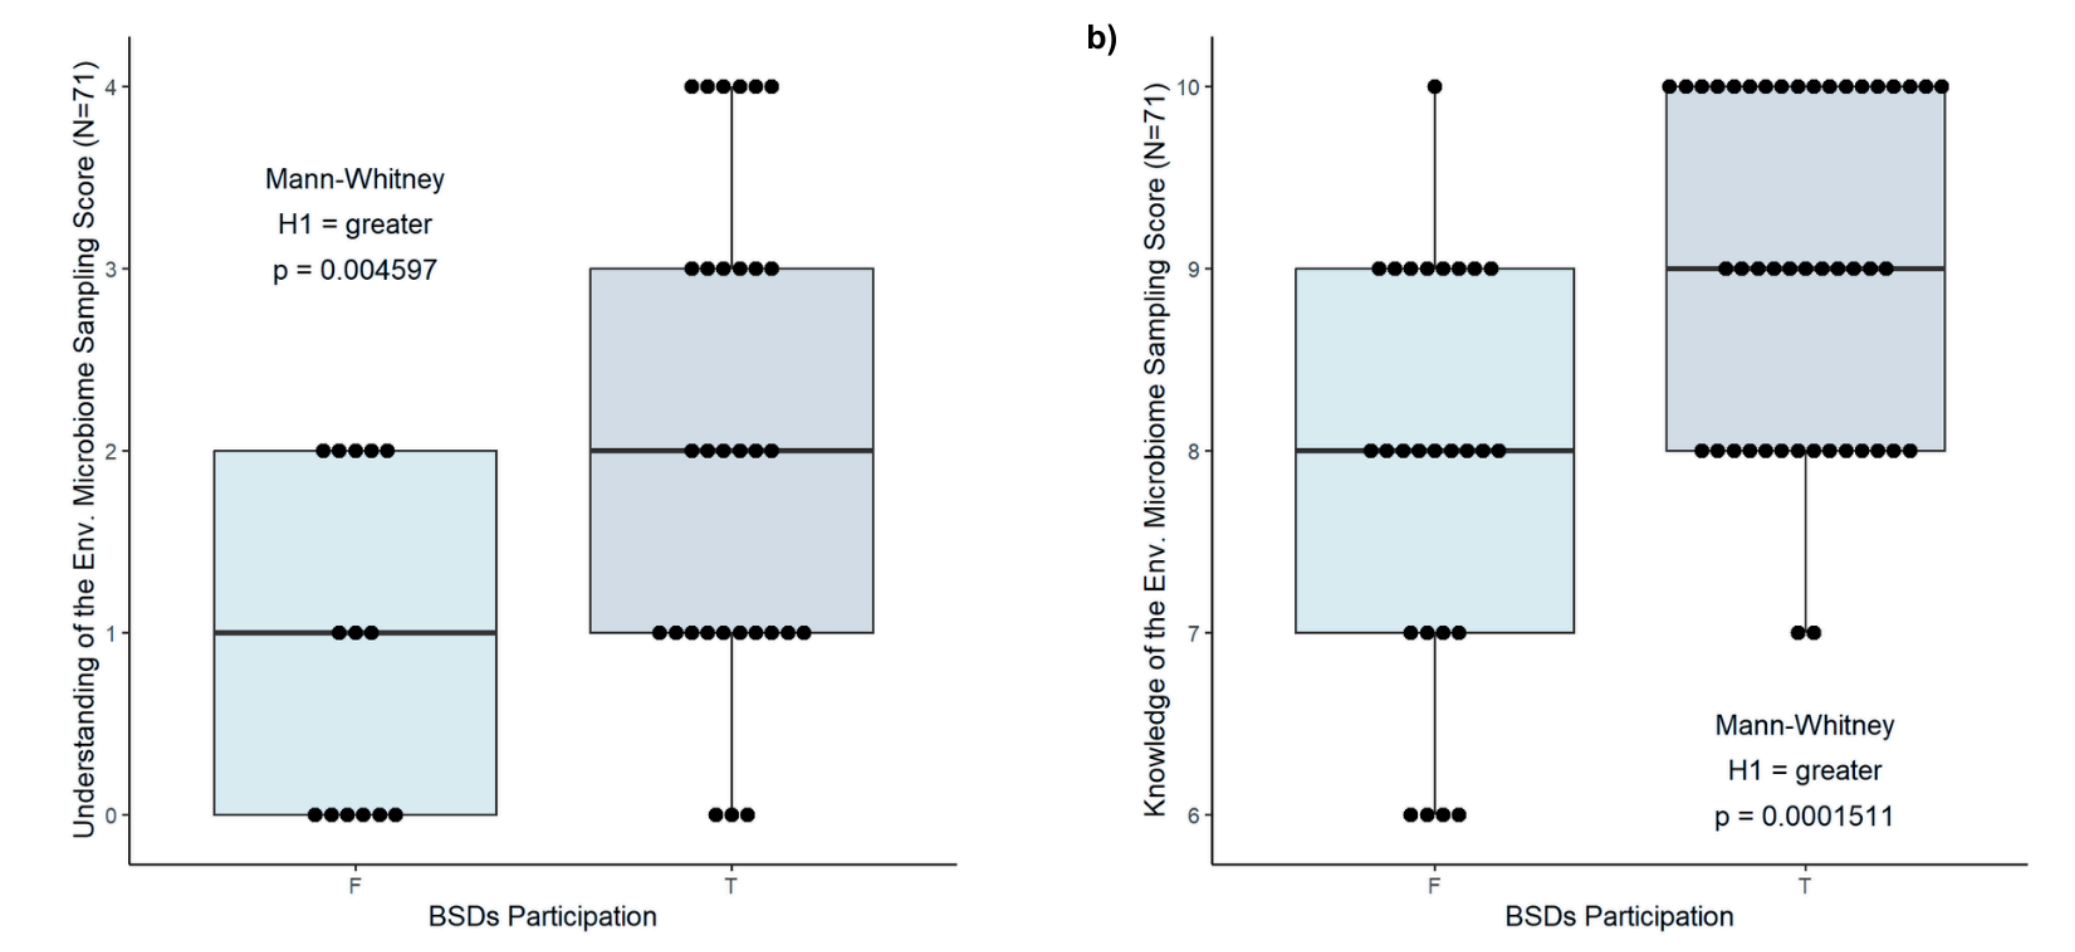 Understanding of the Env. Microbiome Sampling Score (N=71)
4
3
2
1
0
Mann-Whitney
H1 = greater
p = 0.004597
F
T
BSDs Participation
b)
Knowledge of the Env. Microbiome Sampling Score (N=71)
10
9
8
7
6
Mann-Whitney
H1 = greater
p = 0.0001511
F
T
BSDs Participation